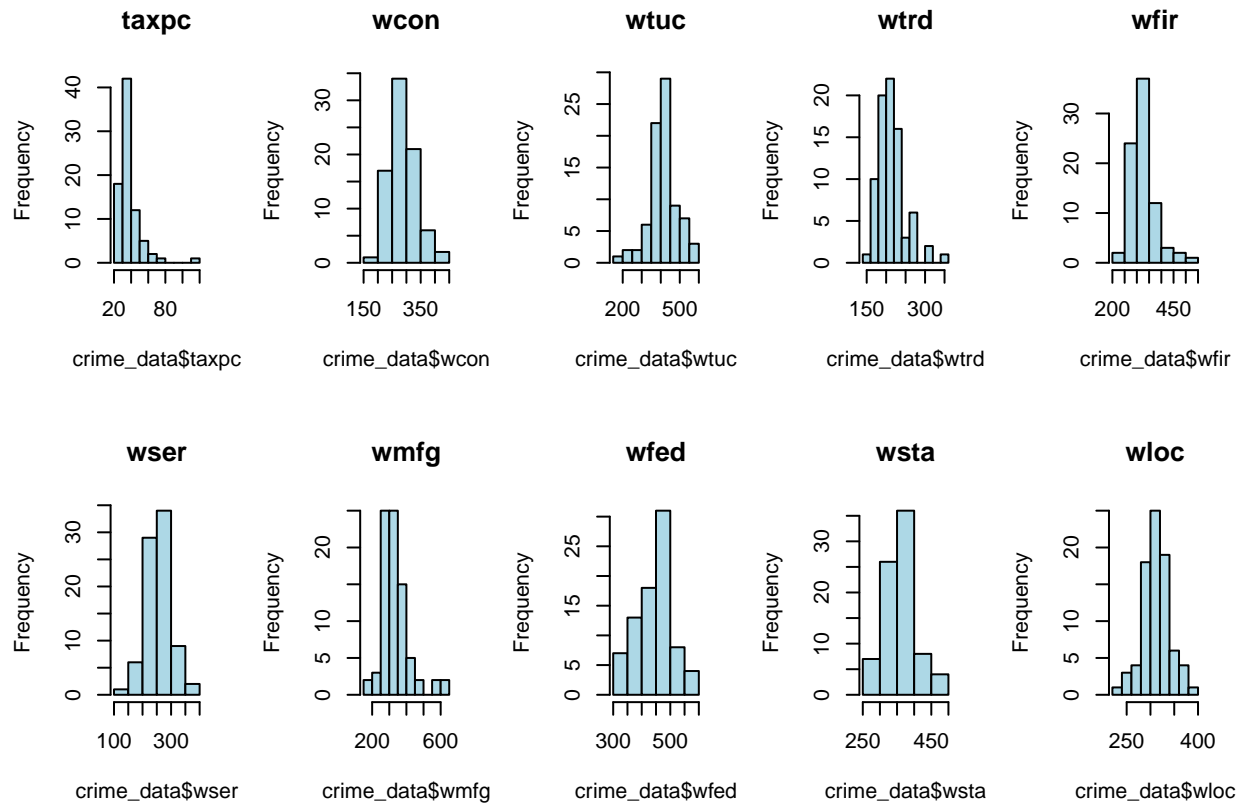 taxpc
Frequency
0 10 20 30 40
20 80
crime_data$taxpc
wcon
Frequency
0 10 20 30
150 350
crime_data$wcon
wtuc
Frequency
0 5 15 25
200 500
crime_data$wtuc
wtrd
Frequency
0 5 10 15 20
150 300
crime_data$wtrd
wfir
Frequency
0 10 20 30
200 450
crime_data$wfir
wser
Frequency
0 10 20 30
100 300
crime_data$wser
wmfg
Frequency
0 5 10 20
200 600
crime_data$wmfg
wfed
Frequency
0 5 15 25
300 500
crime_data$wfed
wsta
Frequency
0 10 20 30
250 450
crime_data$wsta
wloc
Frequency
0 5 10 15 20 25
250 400
crime_data$wloc